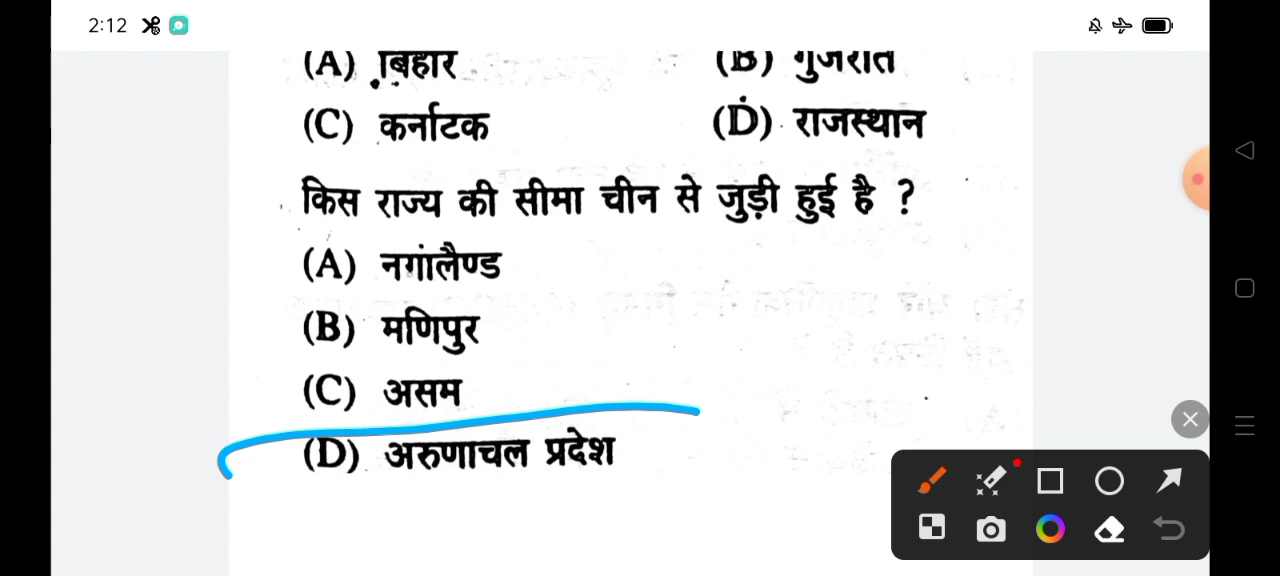 2:12
(A) बिहार (B) गुजरात
(C) कर्नाटक (D) राजस्थान
किस राज्य की सीमा चीन से जुड़ी हुई है ?
(A) नगालैण्ड
(B) मणिपुर
(C) असम
(D) अरुणाचल प्रदेश